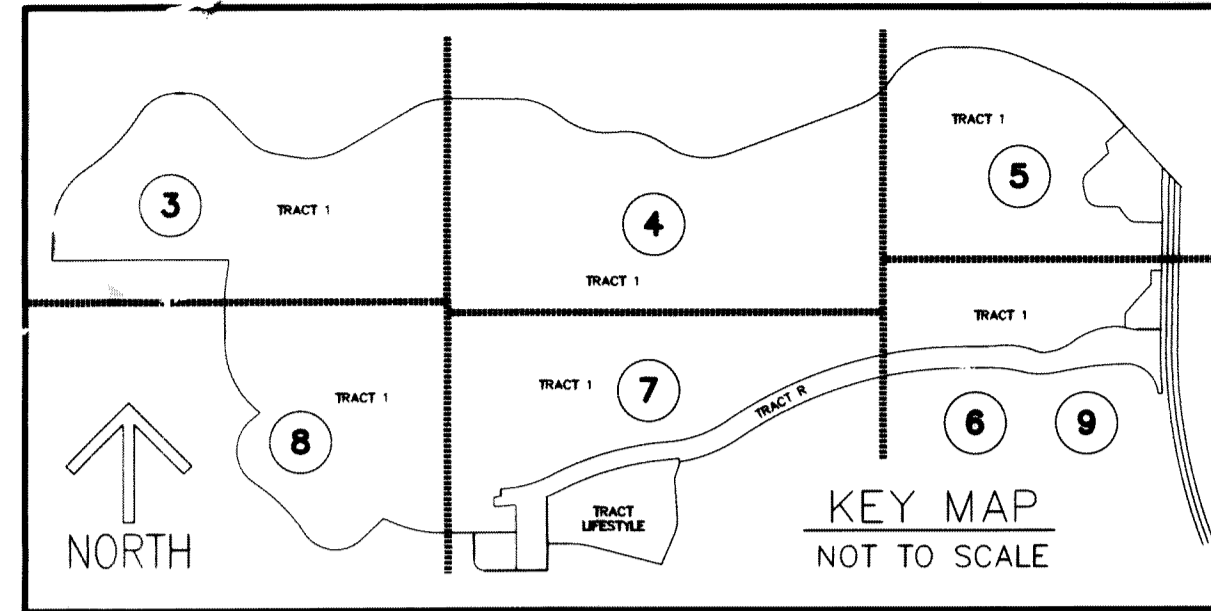 TRACT 1
5
3
TRACT 1
4
TRACT 1
TRACT 1
TRACT 1
7
TRACT 1
TRACT R
8
6
9
TRACT
LIFESTYLE
KEY MAP
NOT TO SCALE
NORTH